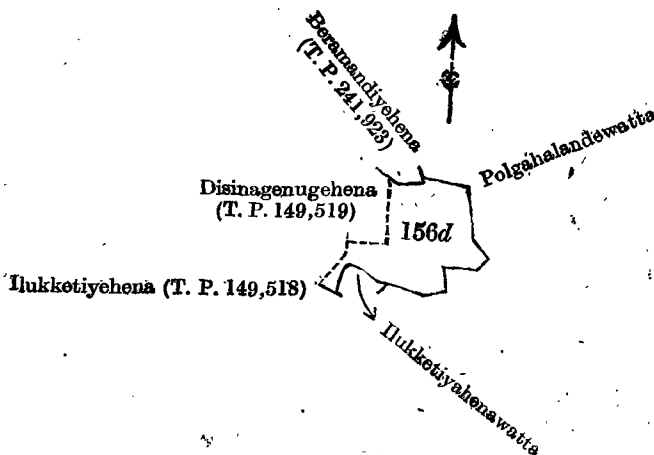 Beramandiyehena
(T. P. 241,923)
Polgahalandewatta
Disinagenugehena
(T. P. 149,519)
156d
Ilukketiyehena (T. P. 149,518)
Ilukketiyahenawatta